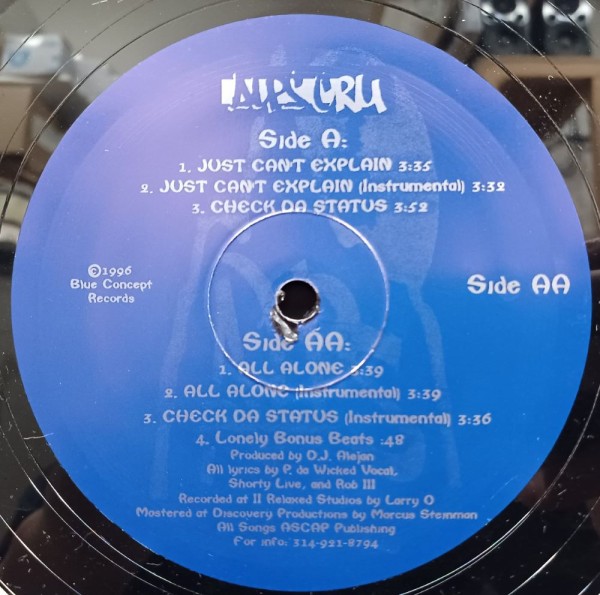 Side A:
1. JUST CAN'T EXPLAIN 3:35
2. JUST CAN'T EXPLAIN (Instrumental) 3:32
3. CHECK DA STATUS 3:52
©1996
Blue Concept
Records
Side AA
Side AA:
1. ALL ALONE 3:39
2. ALL ALONE (Instrumental) 3:39
3. CHECK DA STATUS (Instrumental) 3:36
4. Lonely Bonus Beats :48
Produced by D.J. Alejan
All lyrics by P. da Wicked Vocal,
Shorty Live, and Rob III
Recorded at II Relaxed Studios by Larry O
Mastered at Discovery Productions by Marcus Steinman
All Songs ASCAP Publishing
For info: 314-921-8794